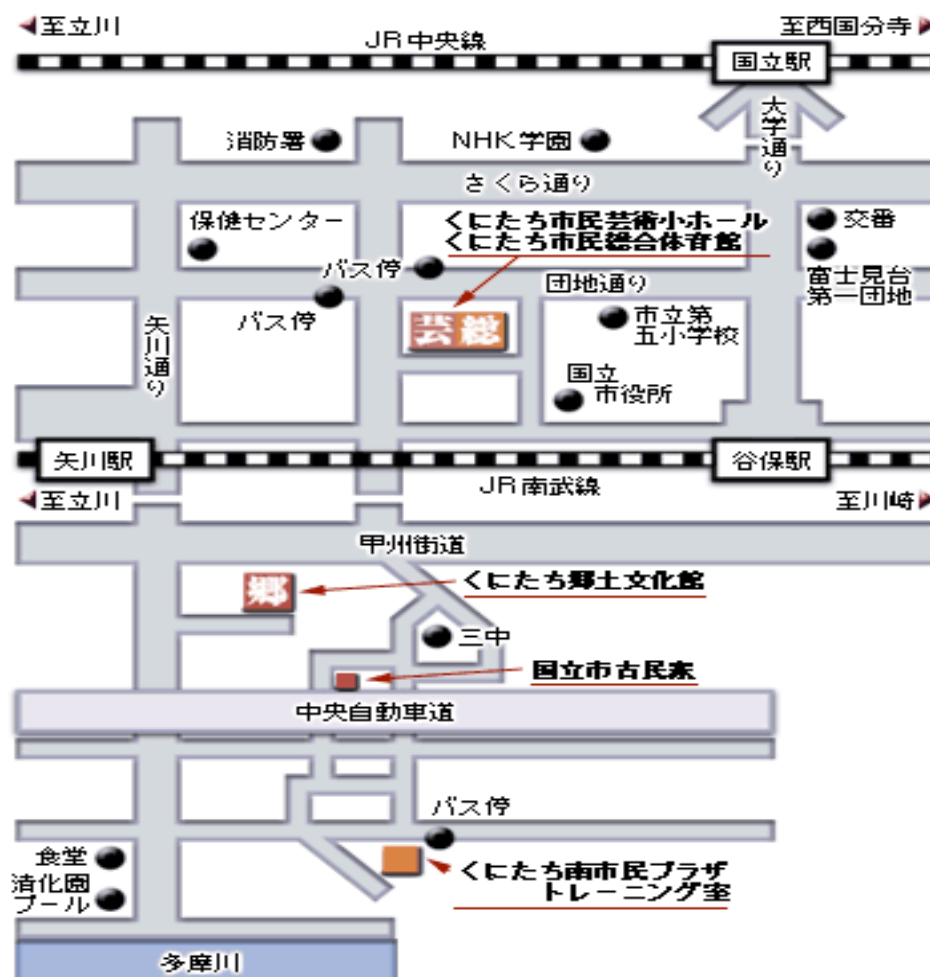 至立川
至西国分寺
JR中央線
国立駅
大学通り
消防署
NHK学園
さくら通り
保健センター
くにたち市民芸術小ホール
くにたち市民総合体育館
交番
バス停
団地通り
富士見台
第一団地
バス停
芸総
市立第
五小学校
矢川通り
国立
市役所
矢川駅
谷保駅
JR南武線
至立川
至川崎
甲州街道
郷
くにたち郷土文化館
三中
国立市古民家
中央自動車道
バス停
食堂
くにたち南市民プラザ
トレーニング室
清化園
プール
多摩川